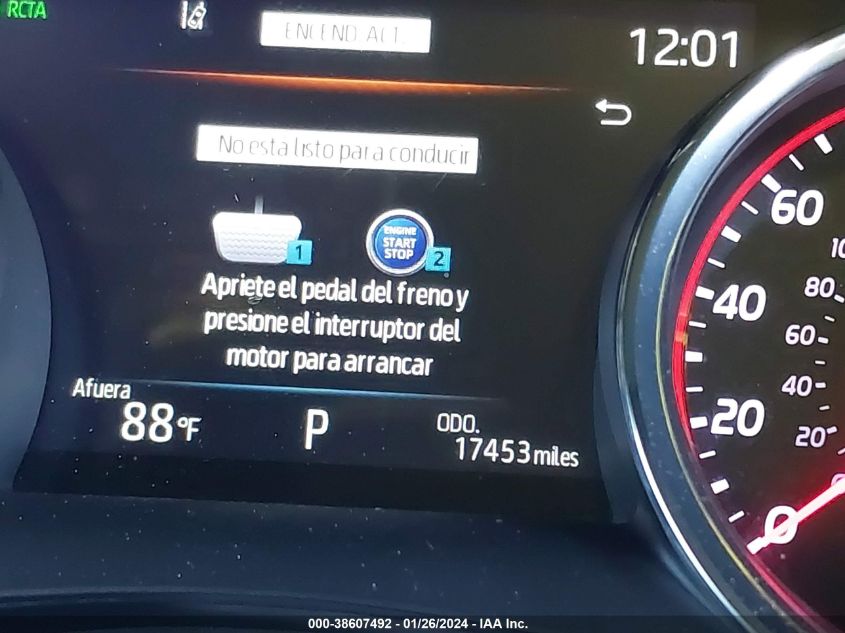 RCTA
ENCEND. ACT.
12:01
No esta listo para conducir
1
ENGINE
START
STOP
2
Apriete el pedal del freno y
presione el interruptor del
motor para arrancar
Afuera
88°F
P
ODO.
17453 miles
60
40
20
0
80
60
40
20
000-38607492 - 01/26/2024 - IAA Inc.